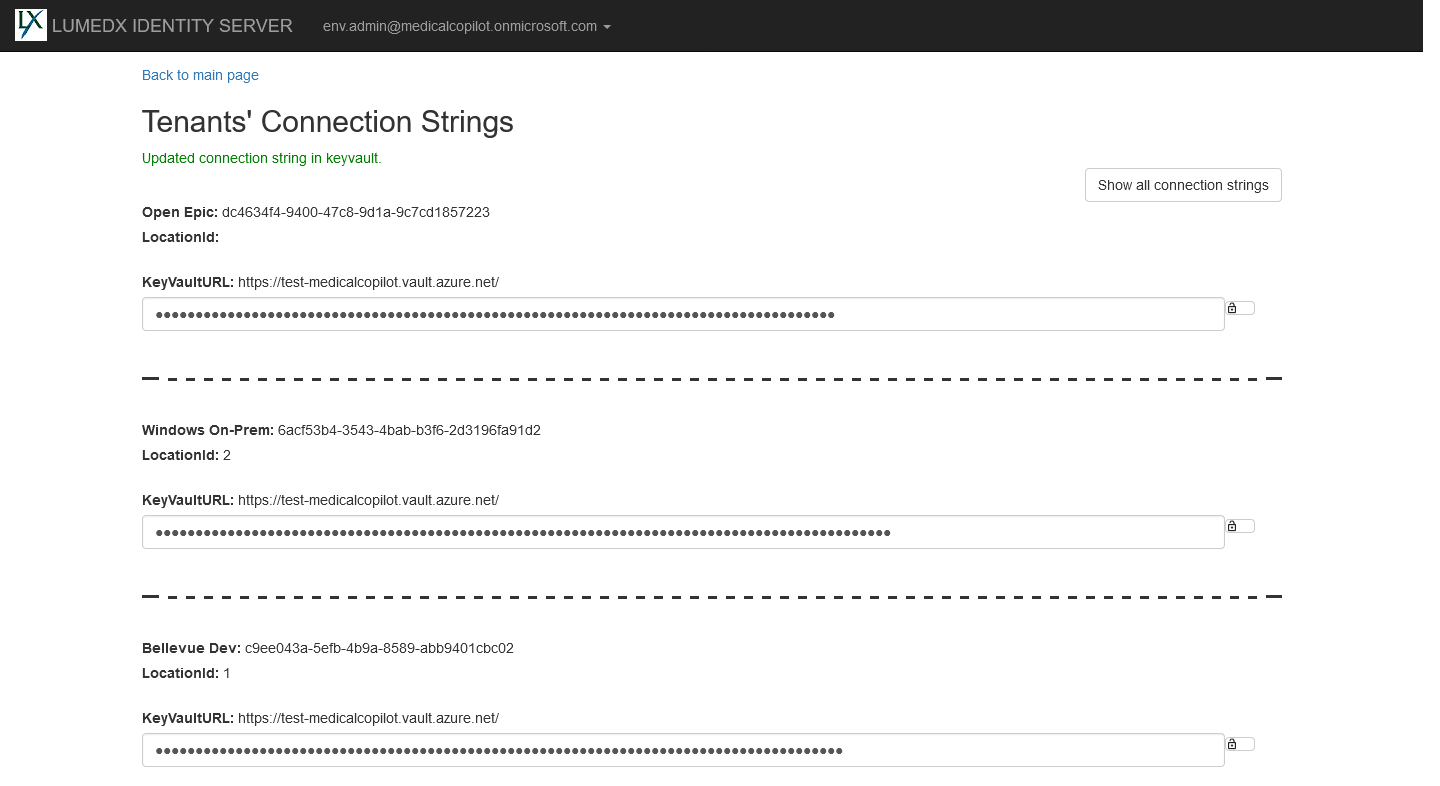 LX LUMEDX IDENTITY SERVER env.admin@medicalcopilot.onmicrosoft.com
Back to main page
Tenants' Connection Strings
Updated connection string in keyvault.
Show all connection strings
Open Epic: dc4634f4-9400-47c8-9d1a-9c7cd1857223
LocationId:
KeyVaultURL: https://test-medicalcopilot.vault.azure.net/
Windows On-Prem: 6acf53b4-3543-4bab-b3f6-2d3196fa91d2
LocationId: 2
KeyVaultURL: https://test-medicalcopilot.vault.azure.net/
Bellevue Dev: c9ee043a-5efb-4b9a-8589-abb9401cbc02
LocationId: 1
KeyVaultURL: https://test-medicalcopilot.vault.azure.net/